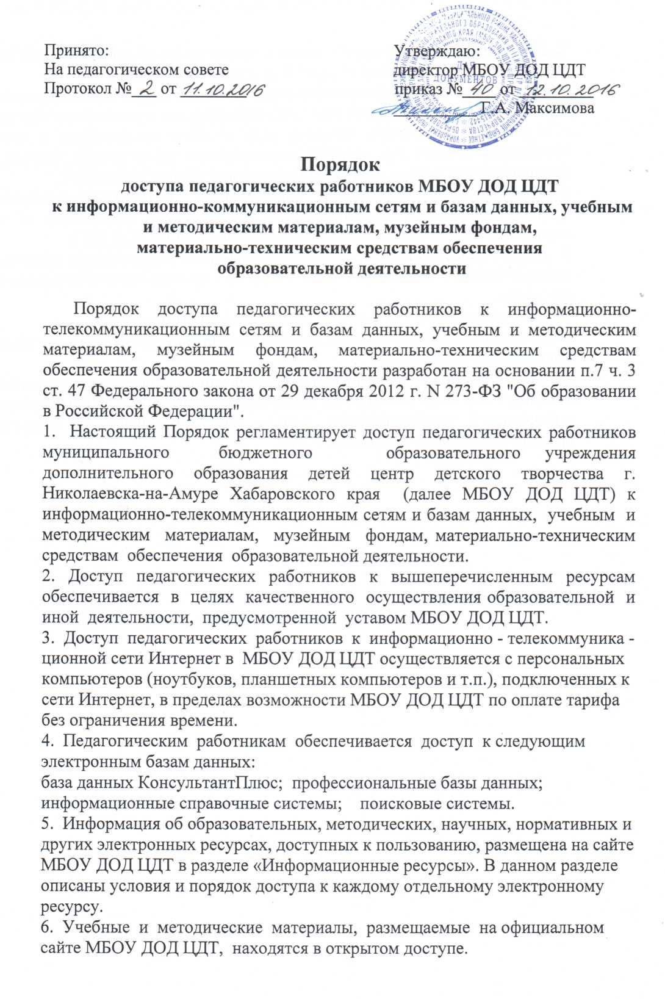 Принято:
На педагогическом совете
Протокол № 2 от 11.10.2016
Утверждаю:
директор МБОУ ДОД ЦДТ
приказ № 40 от 12.10.2016
Г.А. Максимова
ДЛЯ
ДОКУМЕНТОВ
Порядок
доступа педагогических работников МБОУ ДОД ЦДТ
к информационно-коммуникационным сетям и базам данных, учебным
и методическим материалам, музейным фондам,
материально-техническим средствам обеспечения
образовательной деятельности
Порядок доступа педагогических работников к информационно-
телекоммуникационным сетям и базам данных, учебным и методическим
материалам, музейным фондам, материально-техническим средствам
обеспечения образовательной деятельности разработан на основании п.7 ч. 3
ст. 47 Федерального закона от 29 декабря 2012 г. N 273-ФЗ "Об образовании
в Российской Федерации".
1. Настоящий Порядок регламентирует доступ педагогических работников
муниципального бюджетного образовательного учреждения
дополнительного образования детей центр детского творчества г.
Николаевска-на-Амуре Хабаровского края (далее МБОУ ДОД ЦДТ) к
информационно-телекоммуникационным сетям и базам данных, учебным и
методическим материалам, музейным фондам, материально-техническим
средствам обеспечения образовательной деятельности.
2. Доступ педагогических работников к вышеперечисленным ресурсам
обеспечивается в целях качественного осуществления образовательной и
иной деятельности, предусмотренной уставом МБОУ ДОД ЦДТ.
3. Доступ педагогических работников к информационно - телекоммуника -
ционной сети Интернет в МБОУ ДОД ЦДТ осуществляется с персональных
компьютеров (ноутбуков, планшетных компьютеров и т.п.), подключенных к
сети Интернет, в пределах возможности МБОУ ДОД ЦДТ по оплате тарифа
без ограничения времени.
4. Педагогическим работникам обеспечивается доступ к следующим
электронным базам данных:
база данных КонсультантПлюс; профессиональные базы данных;
информационные справочные системы; поисковые системы.
5. Информация об образовательных, методических, научных, нормативных и
других электронных ресурсах, доступных к пользованию, размещена на сайте
МБОУ ДОД ЦДТ в разделе «Информационные ресурсы». В данном разделе
описаны условия и порядок доступа к каждому отдельному электронному
ресурсу.
6. Учебные и методические материалы, размещаемые на официальном
сайте МБОУ ДОД ЦДТ, находятся в открытом доступе.